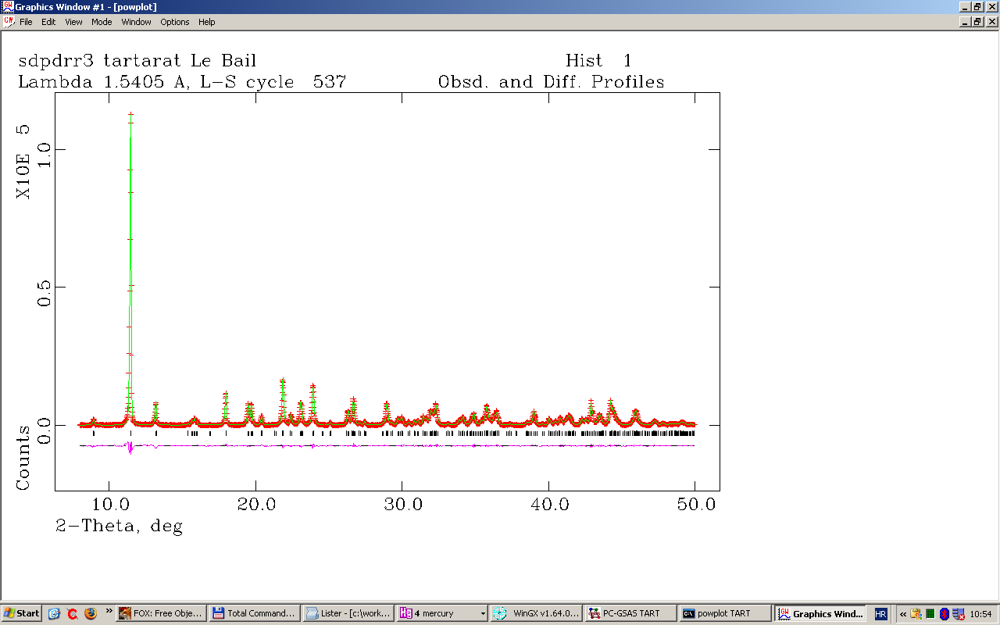 Graphics Window #1 - [powplot]
File Edit View Mode Window Options Help
sdpdrr3 tartarat Le Bail Hist 1
Lambda 1.5405 A, L-S cycle 537 Obsd. and Diff. Profiles
X10E 5
Counts
1.0
0.5
0.0
10.0 20.0 30.0 40.0 50.0
2-Theta, deg
Start » FOX: Free Obje... Total Command... Lister - [c:\work... 4 mercury WinGX v1.64.0... PC-GSAS TART powplot TART Graphics Wind... HR « 10:54